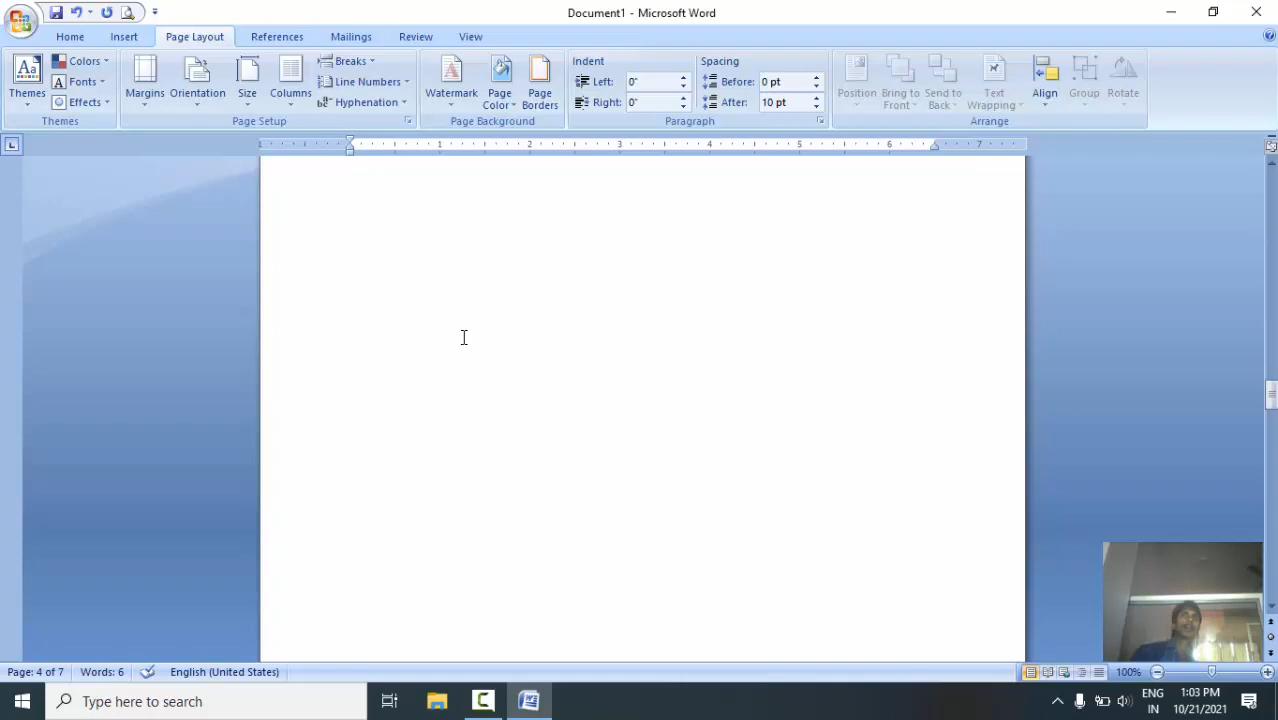 Document1 - Microsoft Word
Home Insert Page Layout References Mailings Review View
Themes
Colors
Fonts
Effects
Themes
Margins
Orientation
Size
Columns
Breaks
Line Numbers
Hyphenation
Page Setup
Watermark
Page Color
Page Borders
Page Background
Indent
Left: 0"
Right: 0"
Spacing
Before: 0 pt
After: 10 pt
Paragraph
Position
Bring to Front
Send to Back
Text Wrapping
Align
Group
Rotate
Arrange
1 1 2 3 4 5 6 7
Page: 4 of 7 Words: 6 English (United States) 100%
Type here to search
ENG
IN
1:03 PM
10/21/2021